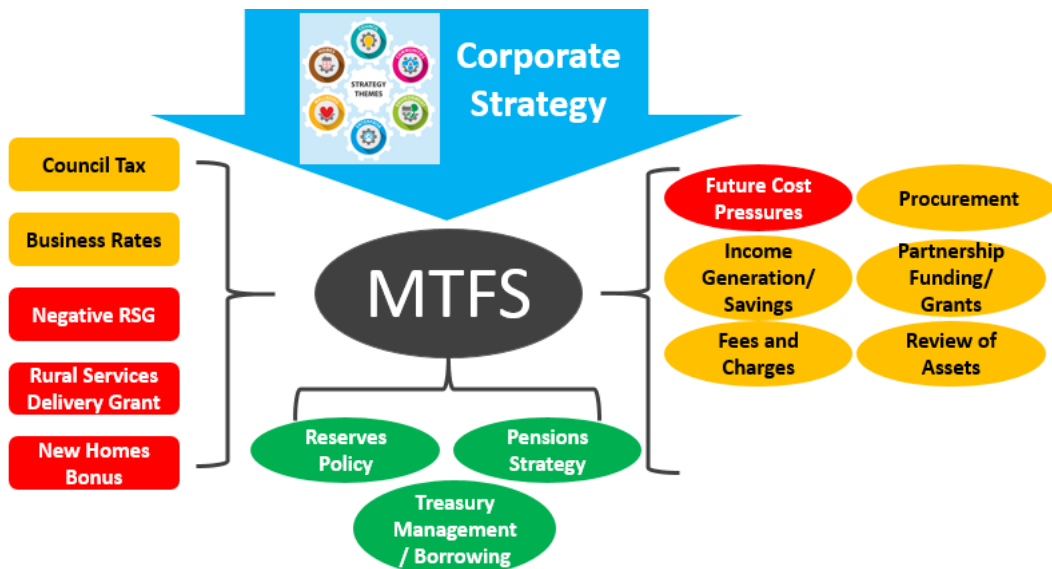 Corporate
Strategy
STRATEGY
THEMES
Council Tax
Business Rates
Negative RSG
Rural Services
Delivery Grant
New Homes
Bonus
MTFS
Future Cost
Pressures
Procurement
Income
Generation/
Savings
Partnership
Funding/
Grants
Fees and
Charges
Review of
Assets
Reserves
Policy
Pensions
Strategy
Treasury
Management
/ Borrowing